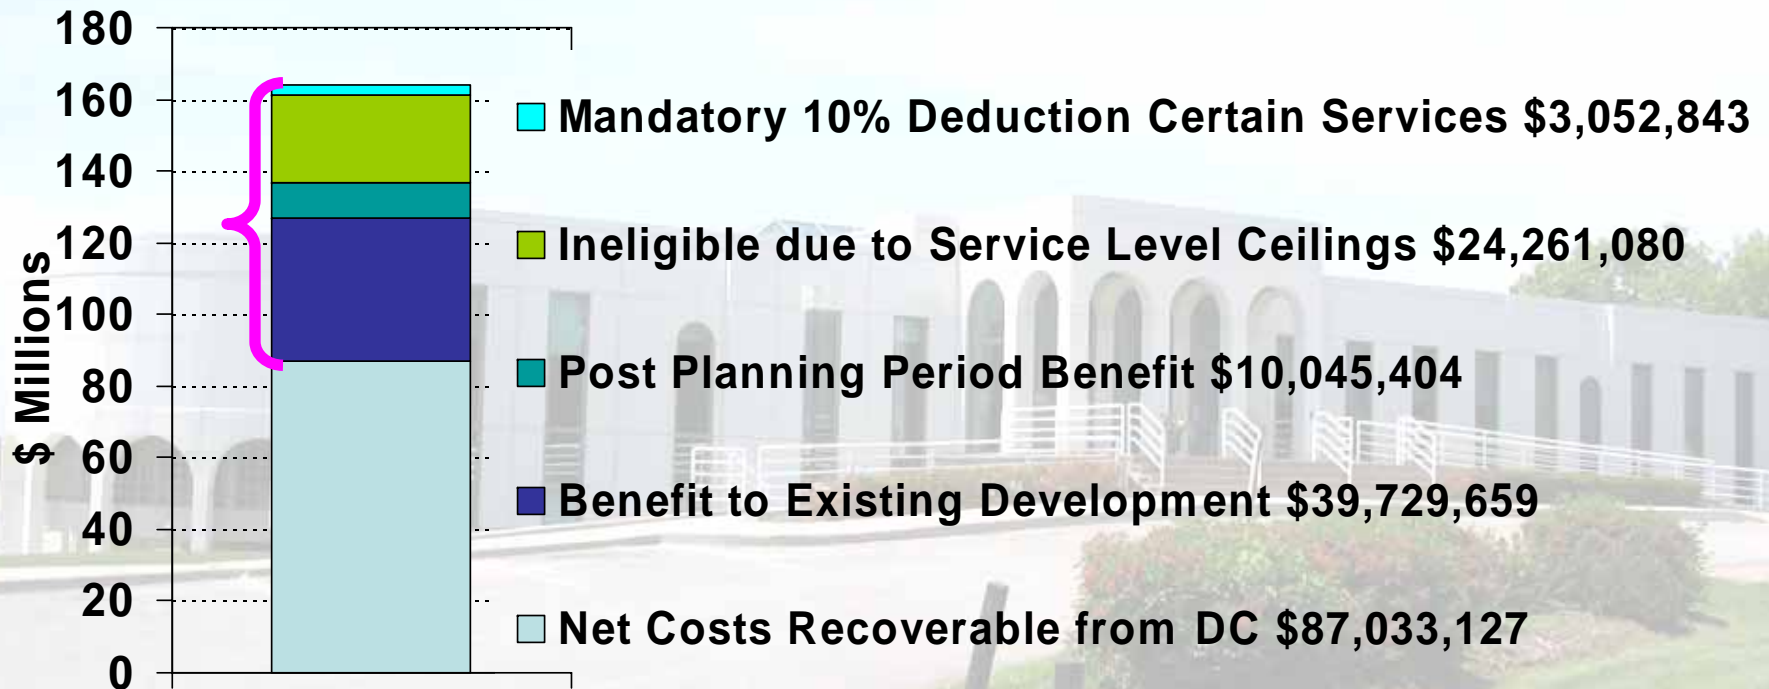 180
160
140
120
100
80
60
40
20
0
$ Millions
Mandatory 10% Deduction Certain Services $3,052,843
Ineligible due to Service Level Ceilings $24,261,080
Post Planning Period Benefit $10,045,404
Benefit to Existing Development $39,729,659
Net Costs Recoverable from DC $87,033,127